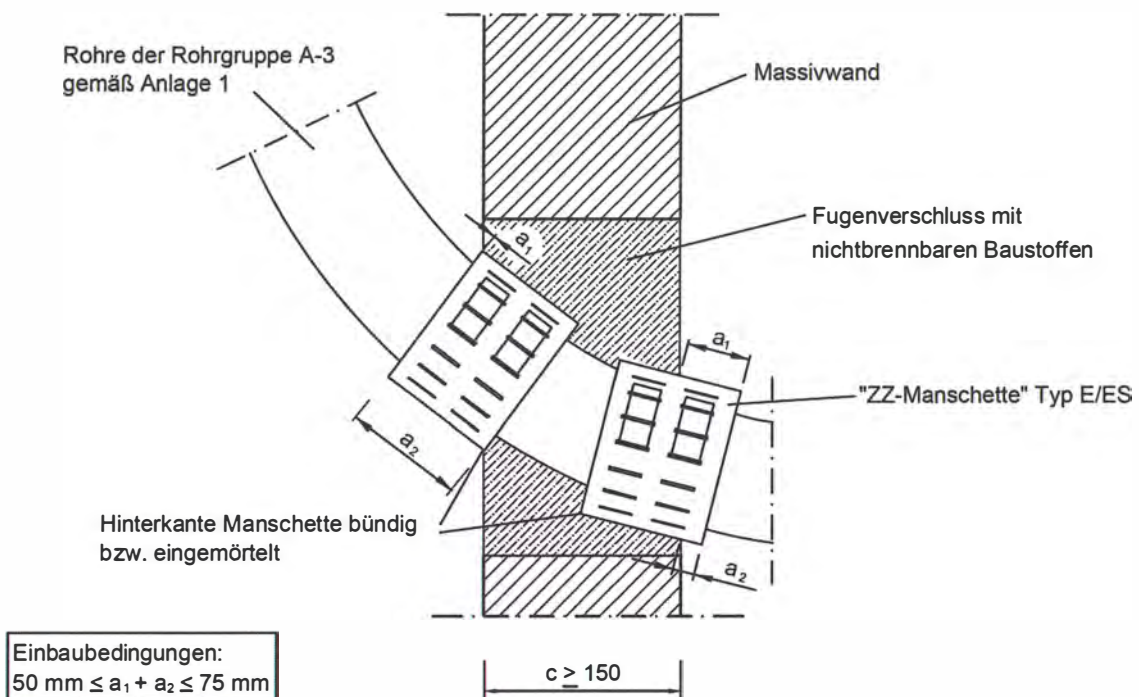 Rohre der Rohrgruppe A-3
gemäß Anlage 1
Massivwand
a₁
Fugenverschluss mit
nichtbrennbaren Baustoffen
a₁
"ZZ-Manschette" Typ E/ES
a₂
Hinterkante Manschette bündig
bzw. eingemörtelt
a₂
Einbaubedingungen:
50 mm ≤ a₁ + a₂ ≤ 75 mm
c ≥ 150